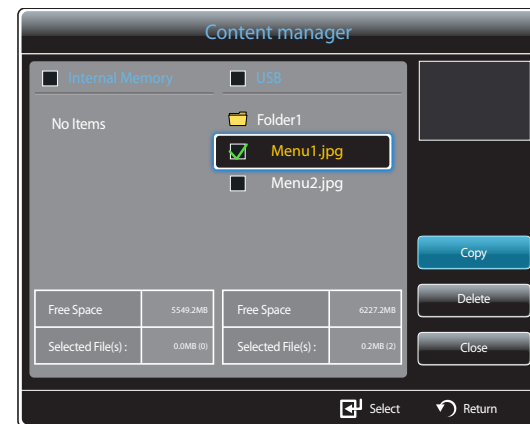 Content manager
Internal Memory USB
No Items
Folder1
Menu1.jpg
Menu2.jpg
Copy
Free Space 5549.2MB Free Space 6227.2MB
Delete
Selected File(s) : 0.0MB (0) Selected File(s) : 0.2MB (2)
Close
Select Return